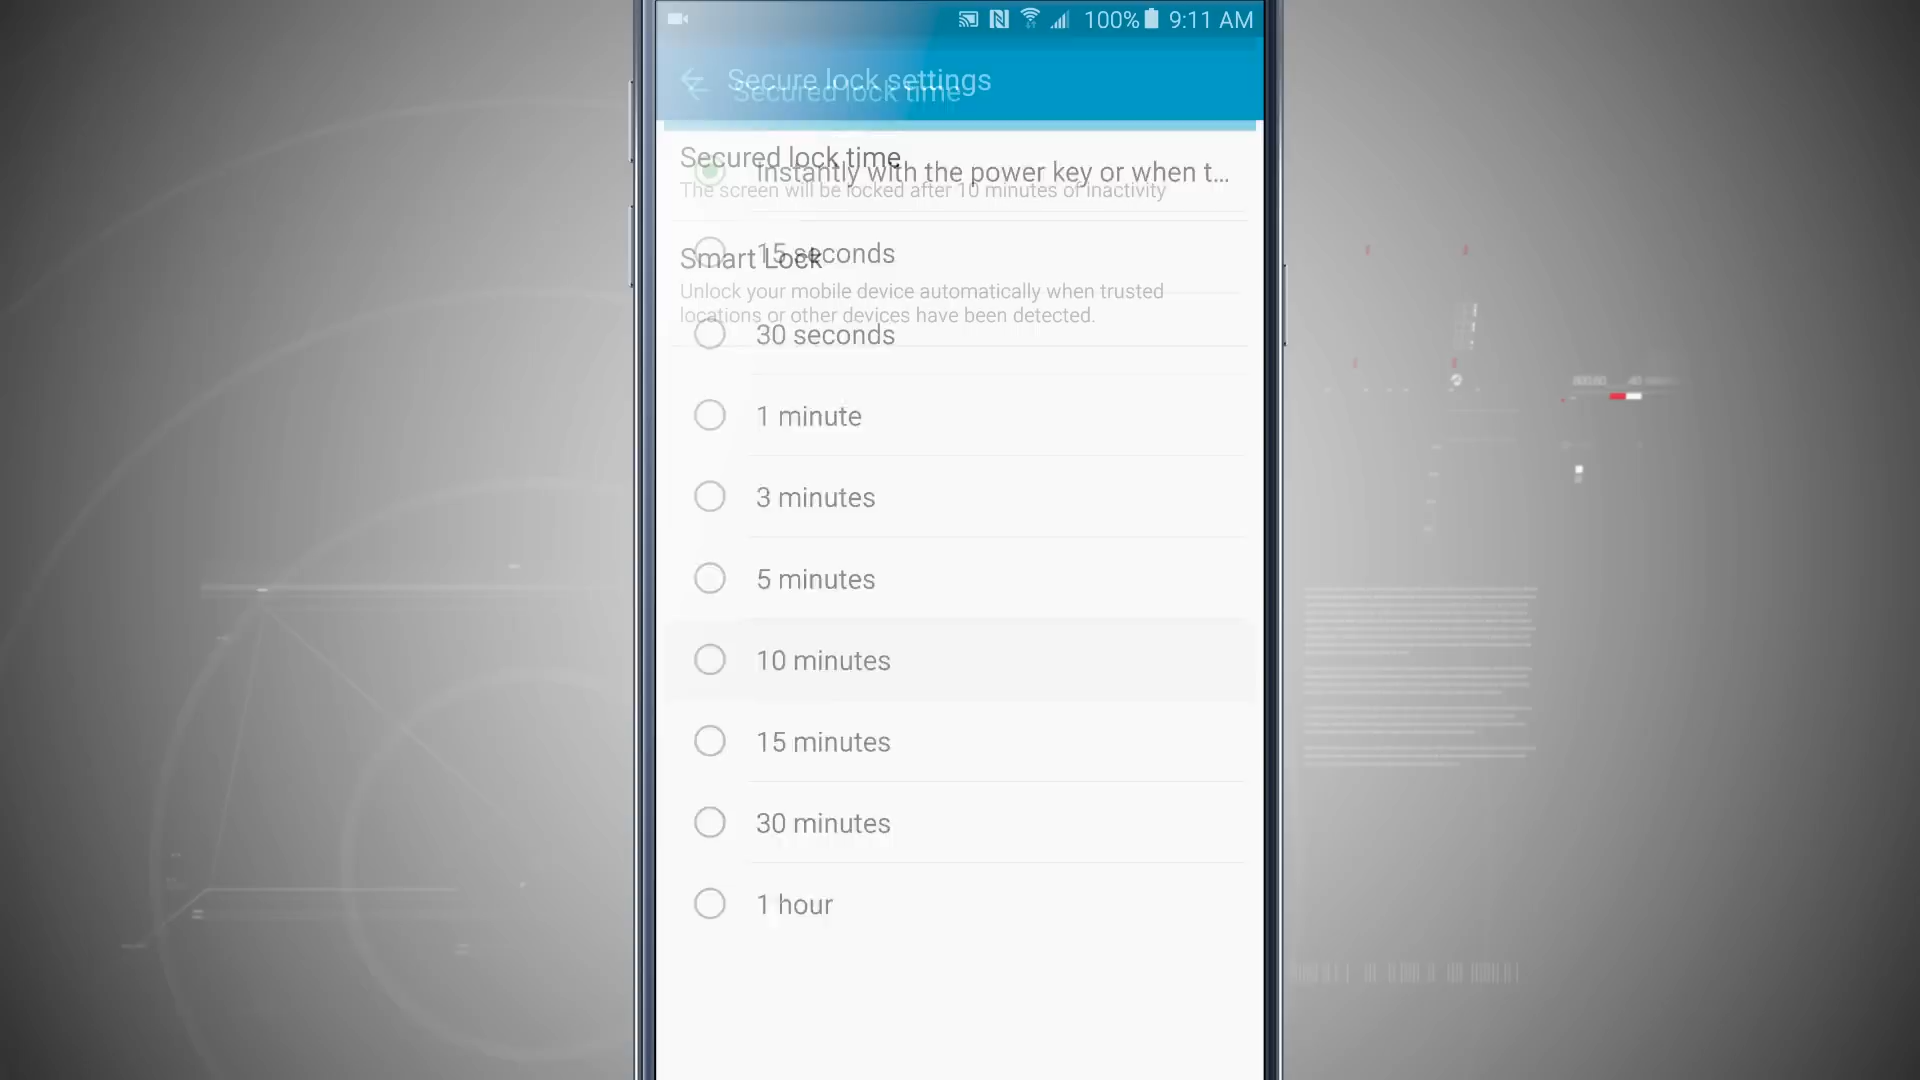 100% 9:11 AM
Secure lock settings
Secured lock time
Secured lock time
Instantly with the power key or when t...
The screen will be locked after 10 minutes of inactivity
15 seconds
Smart Lock
Unlock your mobile device automatically when trusted
locations or other devices have been detected.
30 seconds
1 minute
3 minutes
5 minutes
10 minutes
15 minutes
30 minutes
1 hour